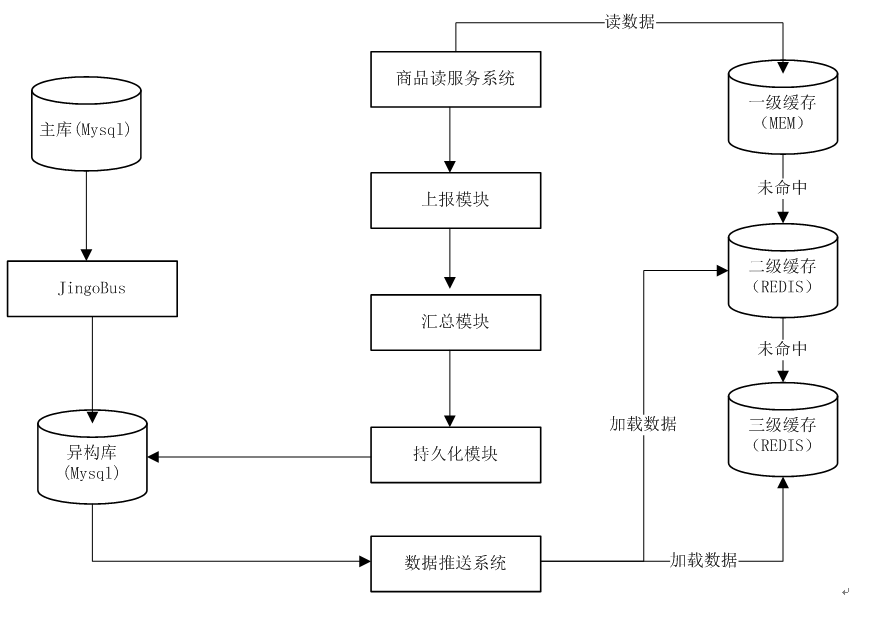 读数据
商品读服务系统
主库(Mysql)
一级缓存
（MEM）
未命中
上报模块
JingoBus
二级缓存
（REDIS）
汇总模块
未命中
加载数据
三级缓存
（REDIS）
异构库
(Mysql)
持久化模块
数据推送系统
加载数据